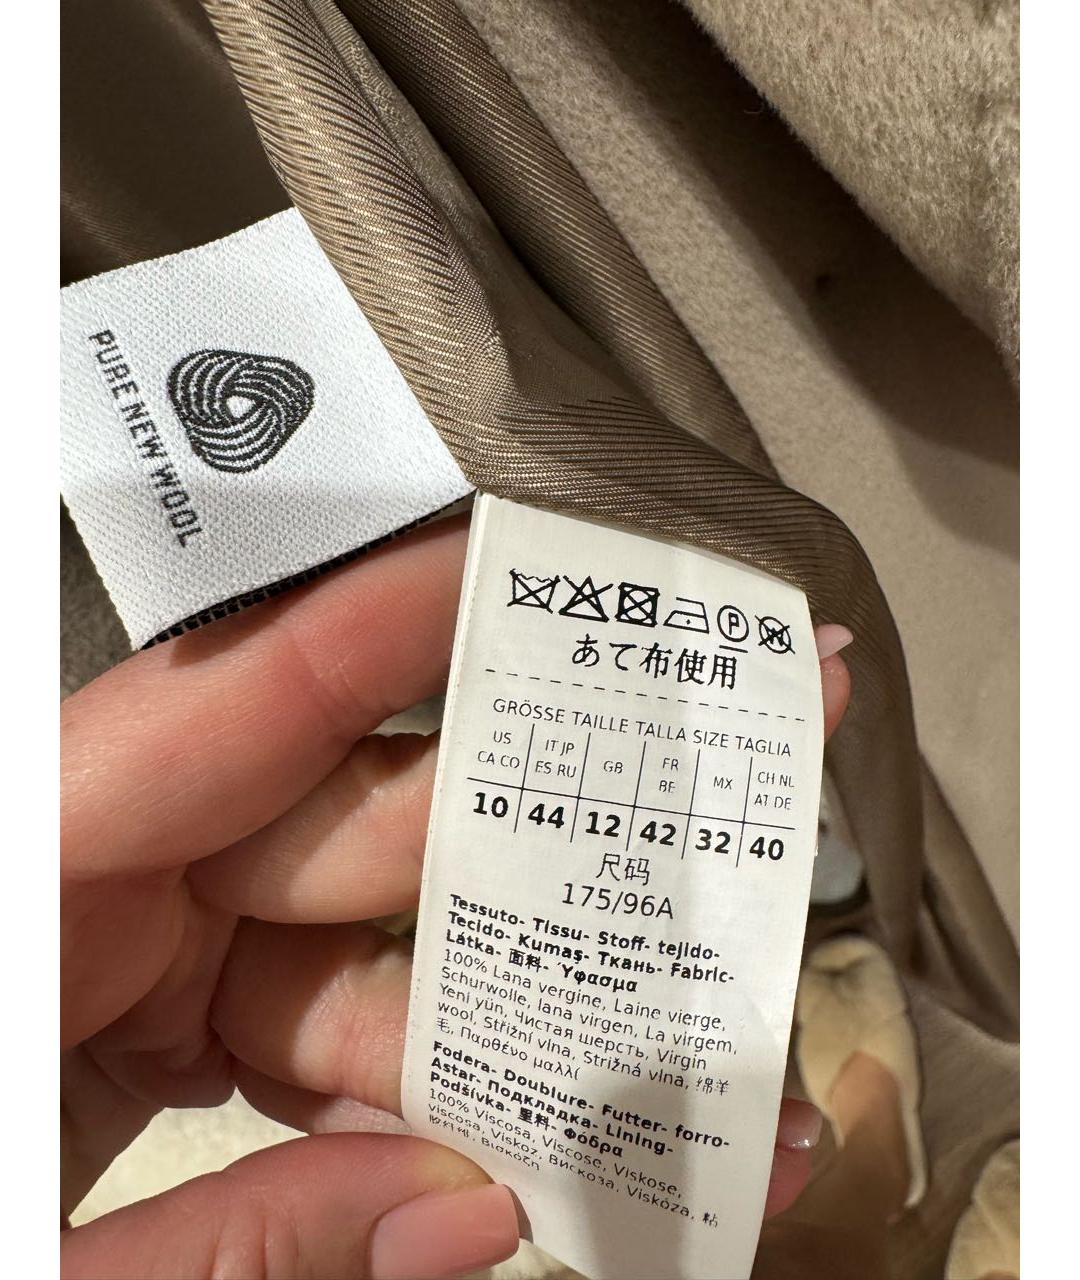 PURE NEW WOOL
P W
あて布使用
GRÖSSE TAILLE TALLA SIZE TAGLIA
US IT JP GB FR MX CH NL
CA CO ES RU BE AT DE
10 44 12 42 32 40
尺码
175/96A
Tessuto- Tissu- Stoff- tejido-
Tecido- Kumaş- Ткань- Fabric-
Látka- 面料- Ύφασμα
100% Lana vergine, Laine vierge,
Schurwolle, lana virgen, La virgem,
Yeni yün, Чистая шерсть, Virgin
wool, Střižní vlna, Strižná vlna, 绵羊
毛, Παρθένο μαλλί
Fodera- Doublure- Futter- forro-
Astar- Подкладка- Lining-
Podšívka- 里料- Φόδρα
100% Viscosa, Viscose, Viskose,
viscosa, Viskoz, Вискоза, Viskóza, 粘
胶纤维, Βισκόζη